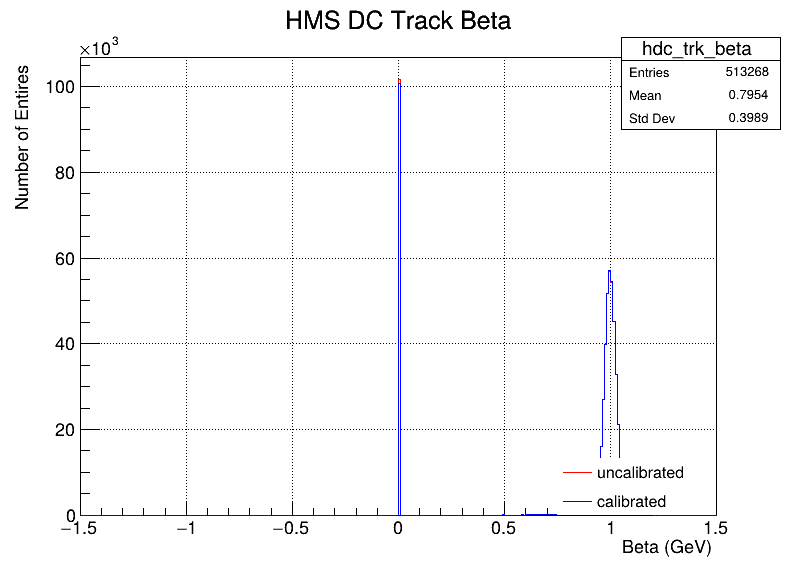 HMS DC Track Beta
×10³
hdc_trk_beta
Entries 513268
Mean 0.7954
Std Dev 0.3989
Number of Entires
100
80
60
40
20
0
uncalibrated
calibrated
−1.5 −1 −0.5 0 0.5 1 1.5
Beta (GeV)